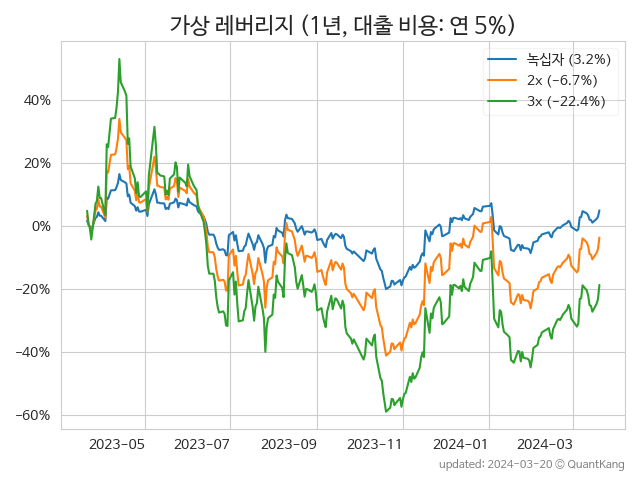 가상 레버리지 (1년, 대출 비용: 연 5%)
녹십자 (3.2%)
2x (−6.7%)
3x (−22.4%)
40%
20%
0%
−20%
−40%
−60%
2023-05 2023-07 2023-09 2023-11 2024-01 2024-03
updated: 2024-03-20 © QuantKang